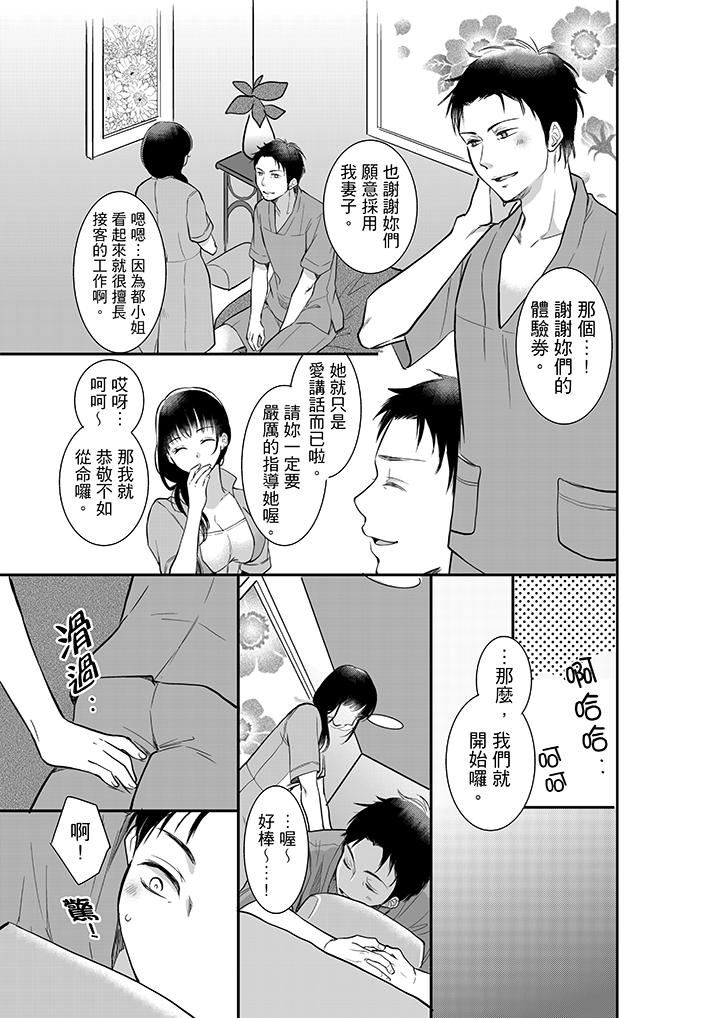 那個…！
謝謝妳們的
體驗券。
也謝謝妳們
願意採用
我妻子。
嗯嗯…因為都小姐
看起來就很擅長
接客的工作啊。
她就只是
愛講話而已啦。
請妳一定要
嚴厲的指導她喔。
哎呀…
呵呵～
那我就
恭敬不如
從命囉。
啊哈哈…
呵呵
…那麼，我們就
開始囉。
…喔～
好棒～…！
滑過…
啊！
驚！